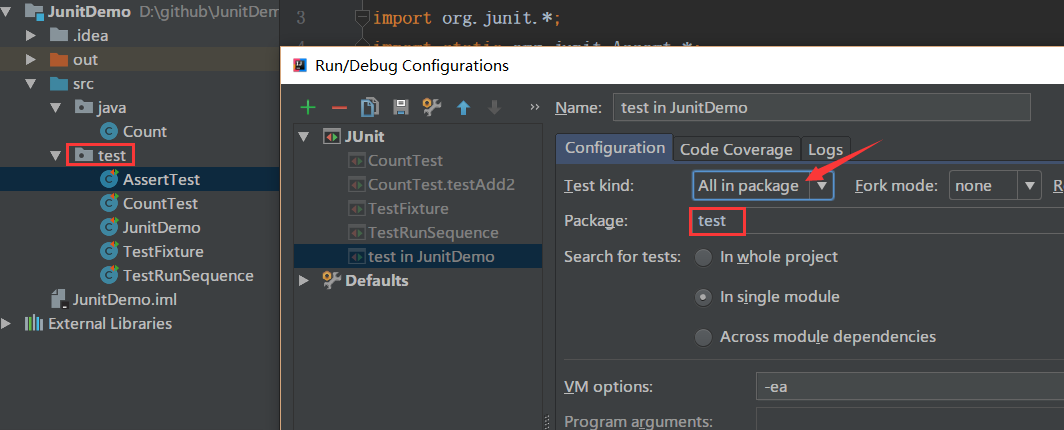 JunitDemo D:\github\JunitDem
.idea
out
src
java
Count
test
AssertTest
CountTest
JunitDemo
TestFixture
TestRunSequence
JunitDemo.iml
External Libraries
3
import org.junit.*;
import static org.junit.Assert.*;
Run/Debug Configurations
»
JUnit
CountTest
CountTest.testAdd2
TestFixture
TestRunSequence
test in JunitDemo
Defaults
Name: test in JunitDemo
Configuration Code Coverage Logs
Test kind: All in package Fork mode: none R
Package: test
Search for tests: In whole project
In single module
Across module dependencies
VM options: -ea
Program arguments: